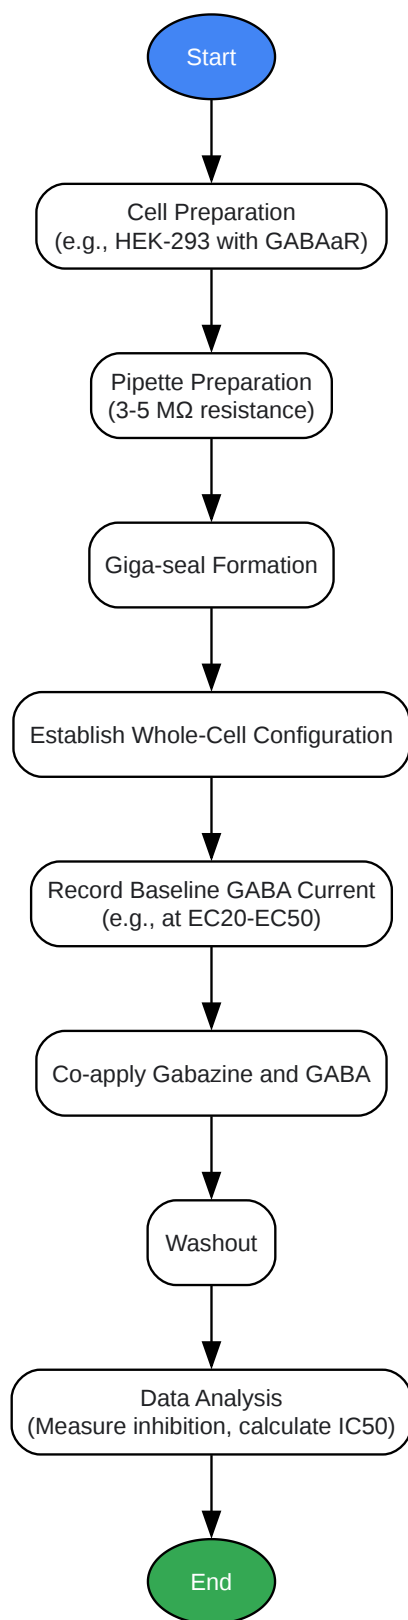 Start
Cell Preparation
(e.g., HEK-293 with GABAaR)
Pipette Preparation
(3-5 MΩ resistance)
Giga-seal Formation
Establish Whole-Cell Configuration
Record Baseline GABA Current
(e.g., at EC20-EC50)
Co-apply Gabazine and GABA
Washout
Data Analysis
(Measure inhibition, calculate IC50)
End